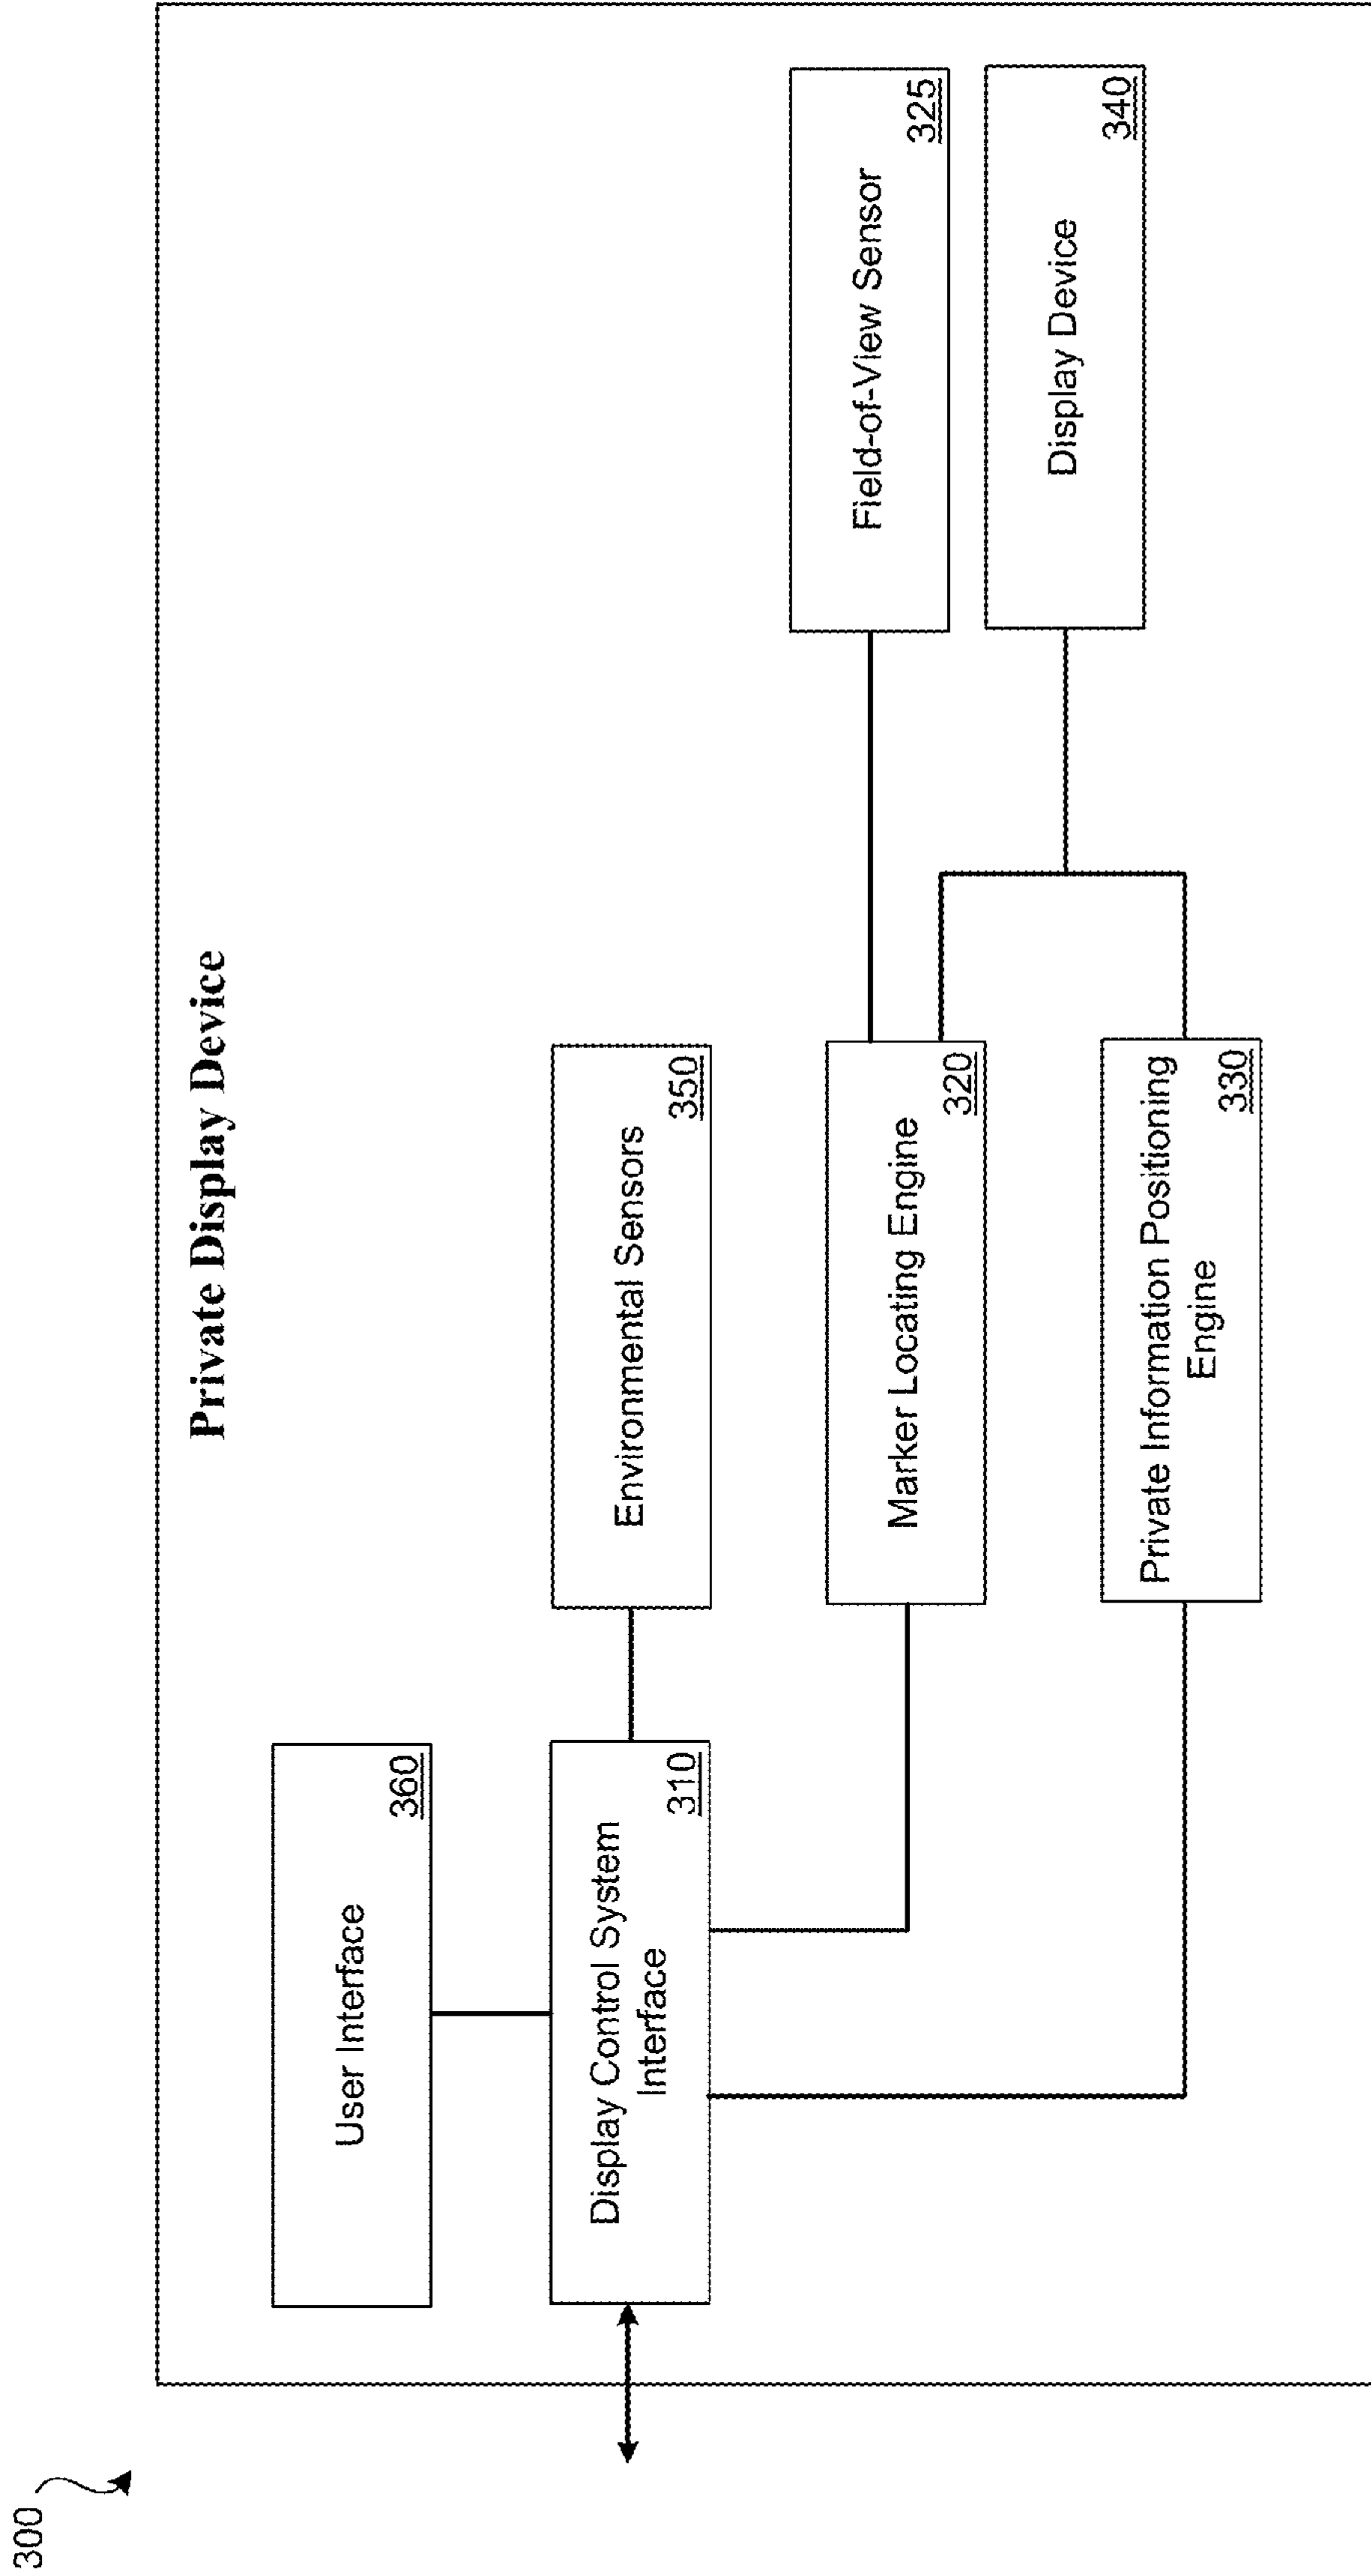 300
Private Display Device
User Interface
360
Display Control System
Interface
310
Environmental Sensors
350
Marker Locating Engine
320
Private Information Positioning
Engine
330
Field-of-View Sensor
325
Display Device
340